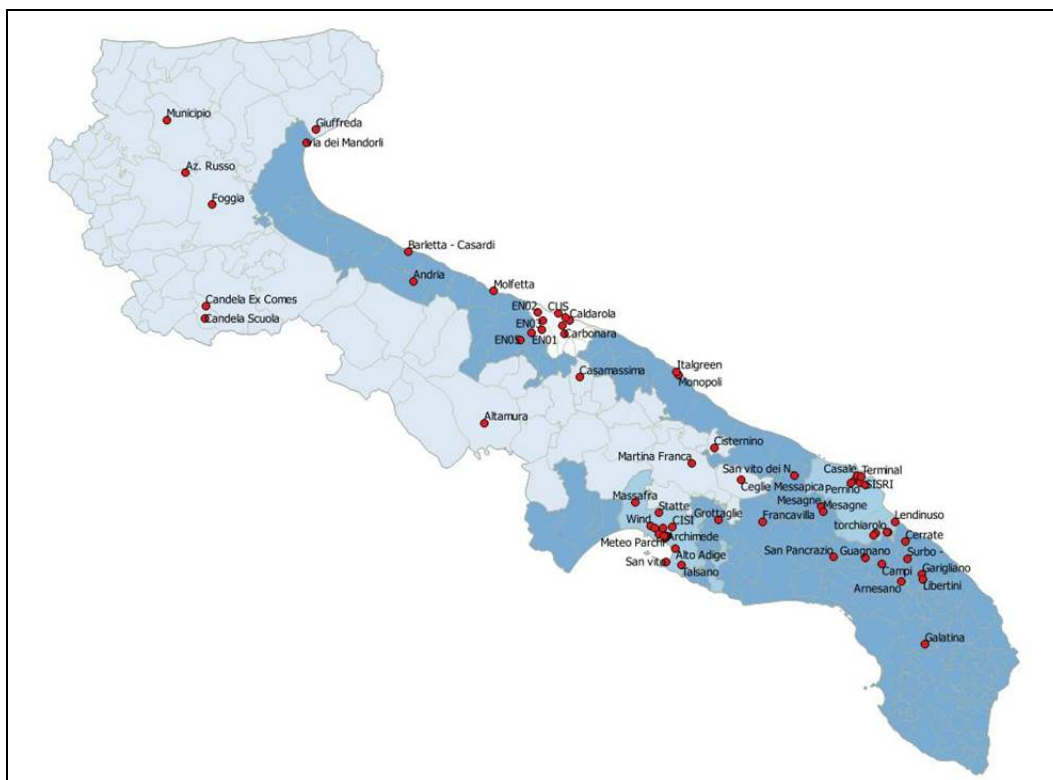 Municipio
Giuffreda
Via dei Mandorli
Az. Russo
Foggia
Barletta - Casardi
Andria
Molfetta
Candela Ex Comes
Candela Scuola
EN02
CUS
Caldarola
EN03
EN05
EN01
Carbonara
Casamassima
Italgreen
Monopoli
Altamura
Cisternino
Martina Franca
San vito dei N.
Ceglie Messapica
Casale
Terminal
Perrino
SISRI
Massafra
Statte
Grottaglie
Mesagne
Mesagne
Francavilla
Lendinuso
Wind
CISI
torchiarolo
Meteo Parchi
Archimede
Cerrate
Alto Adige
San Pancrazio
Guagnano
Surbo -
San vito
Talsano
Campi
Garigliano
Arnesano
Libertini
Galatina